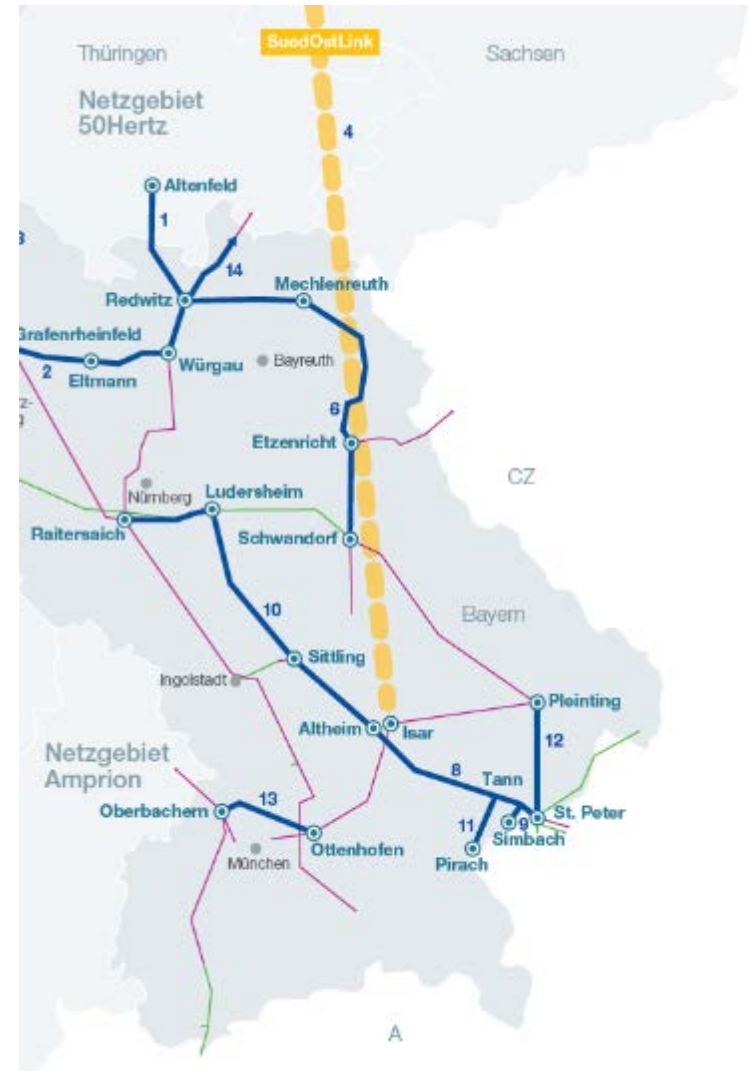 SuedOstLink
Thüringen
Sachsen
Netzgebiet
50Hertz
4
Altenfeld
1
14
Mechlenreuth
Redwitz
Grafenrheinfeld
Würgau
Bayreuth
2
Eltmann
6
Etzenricht
CZ
Nürnberg
Ludersheim
Raitersaich
Schwandorf
10
Bayern
Sittling
Ingolstadt
Pleinting
Altheim
Isar
12
Netzgebiet
Amprion
8
Tann
13
Oberbachern
St. Peter
11
9
Simbach
Ottenhofen
München
Pirach
A